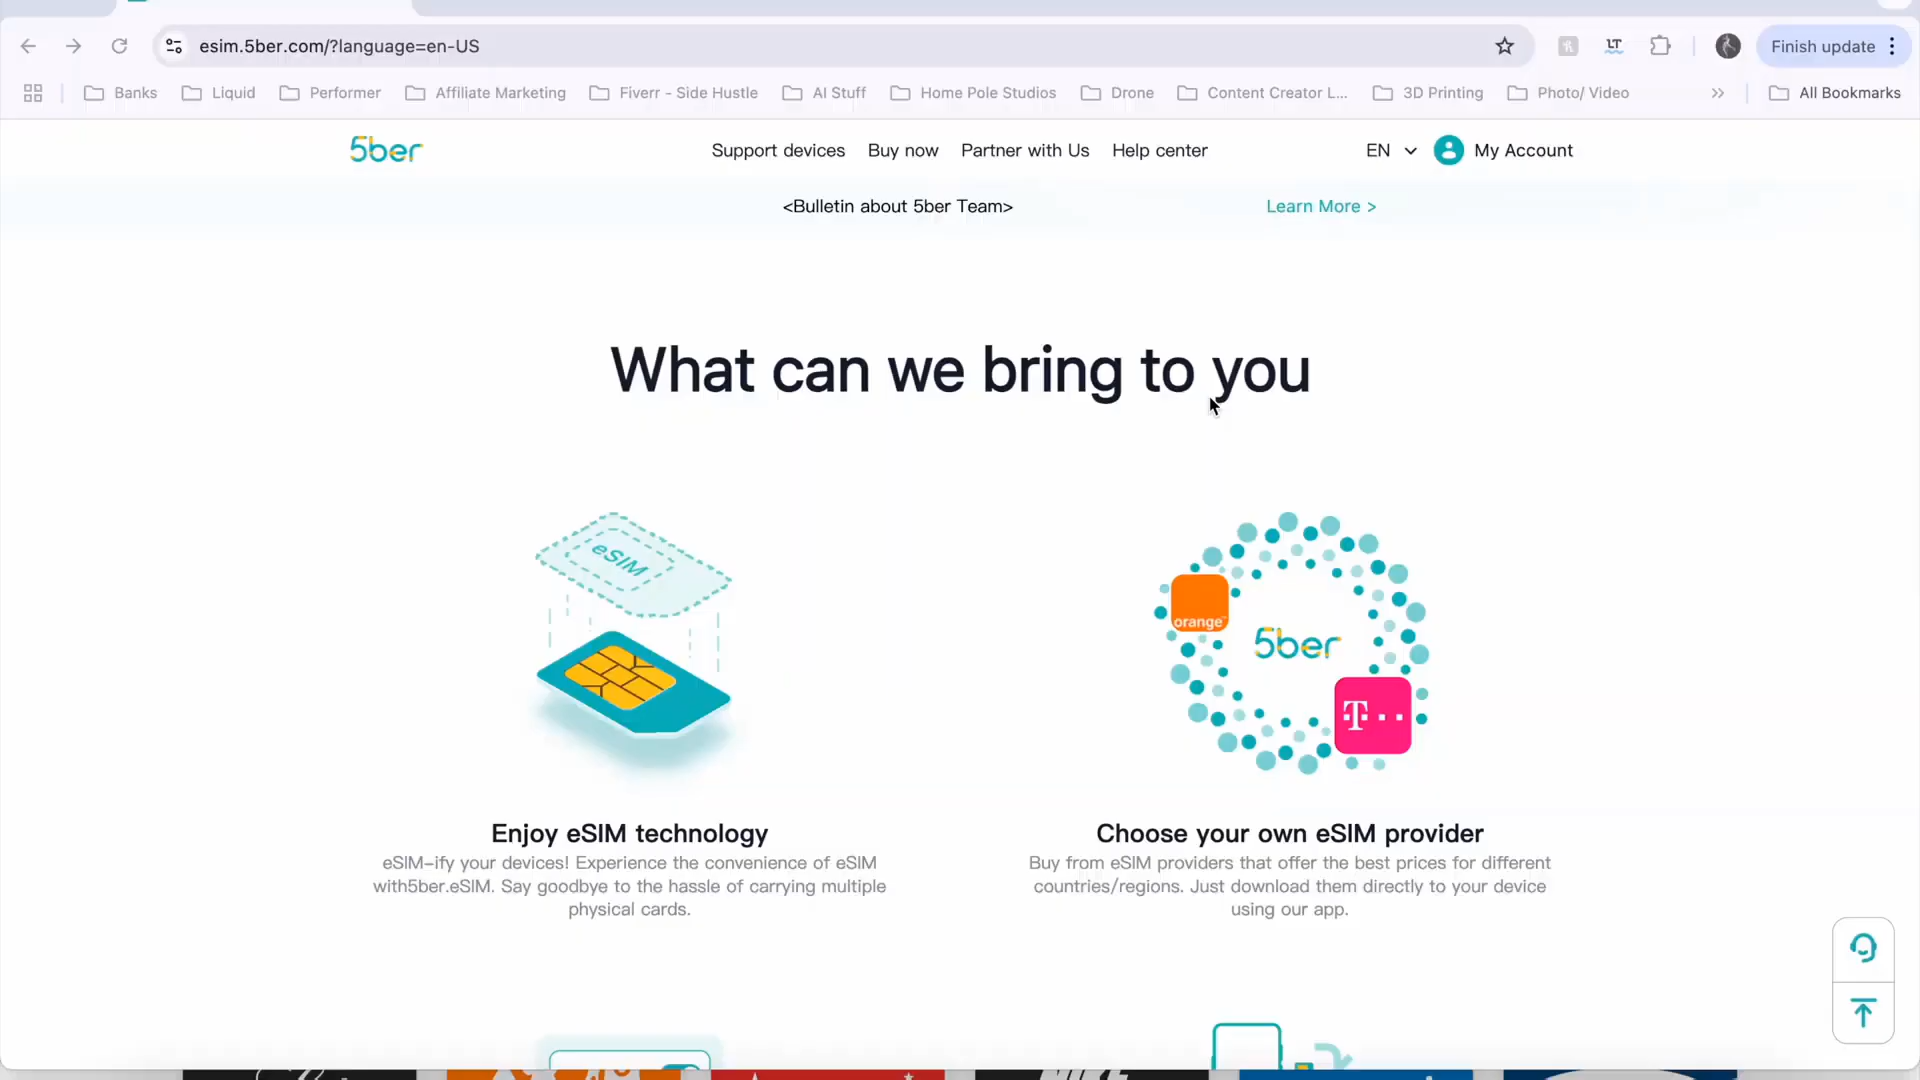 esim.5ber.com/?language=en-US
Finish update
Banks
Liquid
Performer
Affiliate Marketing
Fiverr - Side Hustle
AI Stuff
Home Pole Studios
Drone
Content Creator L...
3D Printing
Photo/ Video
All Bookmarks
5ber
Support devices
Buy now
Partner with Us
Help center
EN
My Account
<Bulletin about 5ber Team>
Learn More >
What can we bring to you
eSIM
orange
5ber
T
Enjoy eSIM technology
eSIM-ify your devices! Experience the convenience of eSIM
with5ber.eSIM. Say goodbye to the hassle of carrying multiple
physical cards.
Choose your own eSIM provider
Buy from eSIM providers that offer the best prices for different
countries/regions. Just download them directly to your device
using our app.